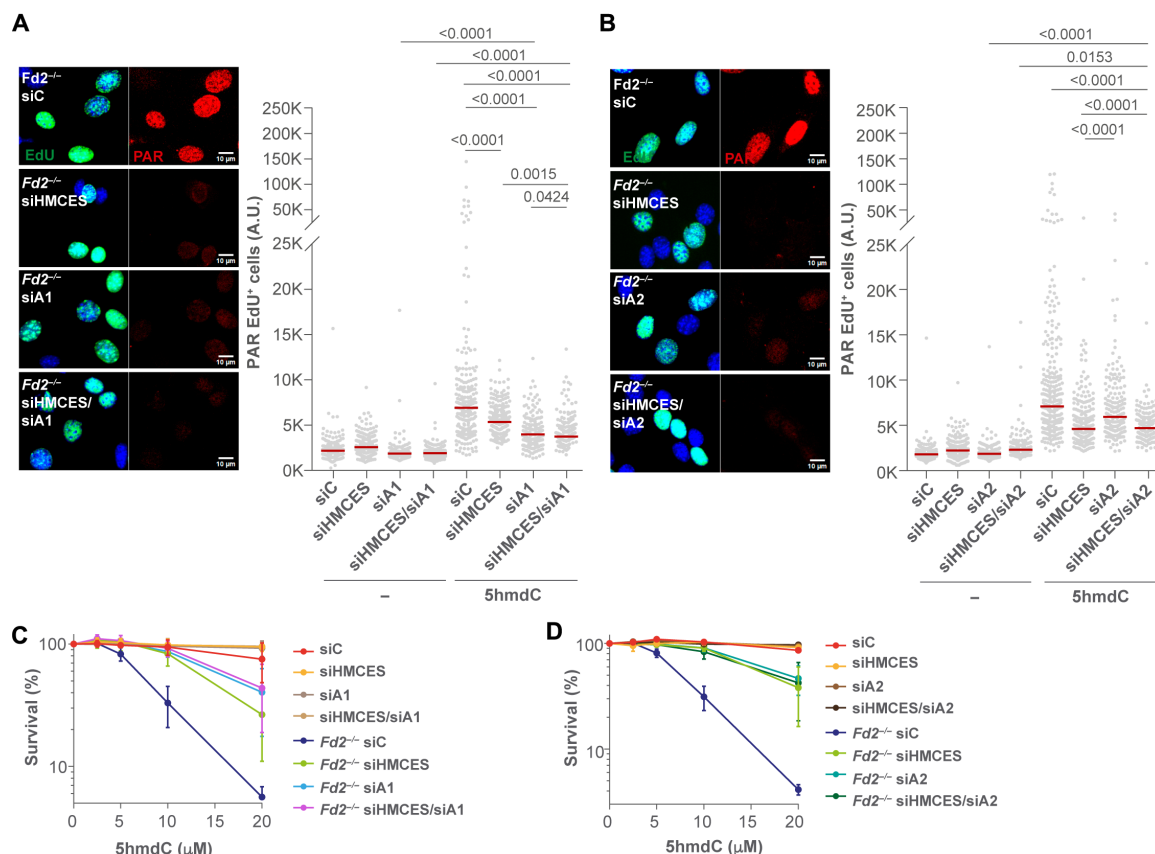 A
Fd2–/–
siC
EdU
PAR
10 μm
Fd2–/–
siHMCES
10 μm
Fd2–/–
siA1
10 μm
Fd2–/–
siHMCES/
siA1
10 μm
PAR EdU+ cells (A.U.)
250K
200K
150K
100K
50K
25K
20K
15K
10K
5K
0K
<0.0001
<0.0001
<0.0001
<0.0001
<0.0001
0.0015
0.0424
siC
siHMCES
siA1
siHMCES/siA1
siC
siHMCES
siA1
siHMCES/siA1
–
5hmdC
B
Fd2–/–
siC
EdU
PAR
10 μm
Fd2–/–
siHMCES
10 μm
Fd2–/–
siA2
10 μm
Fd2–/–
siHMCES/
siA2
10 μm
PAR EdU+ cells (A.U.)
250K
200K
150K
100K
50K
25K
20K
15K
10K
5K
0K
<0.0001
0.0153
<0.0001
<0.0001
<0.0001
siC
siHMCES
siA2
siHMCES/siA2
siC
siHMCES
siA2
siHMCES/siA2
–
5hmdC
C
Survival (%)
100
10
0
5
10
15
20
5hmdC (μM)
siC
siHMCES
siA1
siHMCES/siA1
Fd2–/– siC
Fd2–/– siHMCES
Fd2–/– siA1
Fd2–/– siHMCES/siA1
D
Survival (%)
100
10
0
5
10
15
20
5hmdC (μM)
siC
siHMCES
siA2
siHMCES/siA2
Fd2–/– siC
Fd2–/– siHMCES
Fd2–/– siA2
Fd2–/– siHMCES/siA2